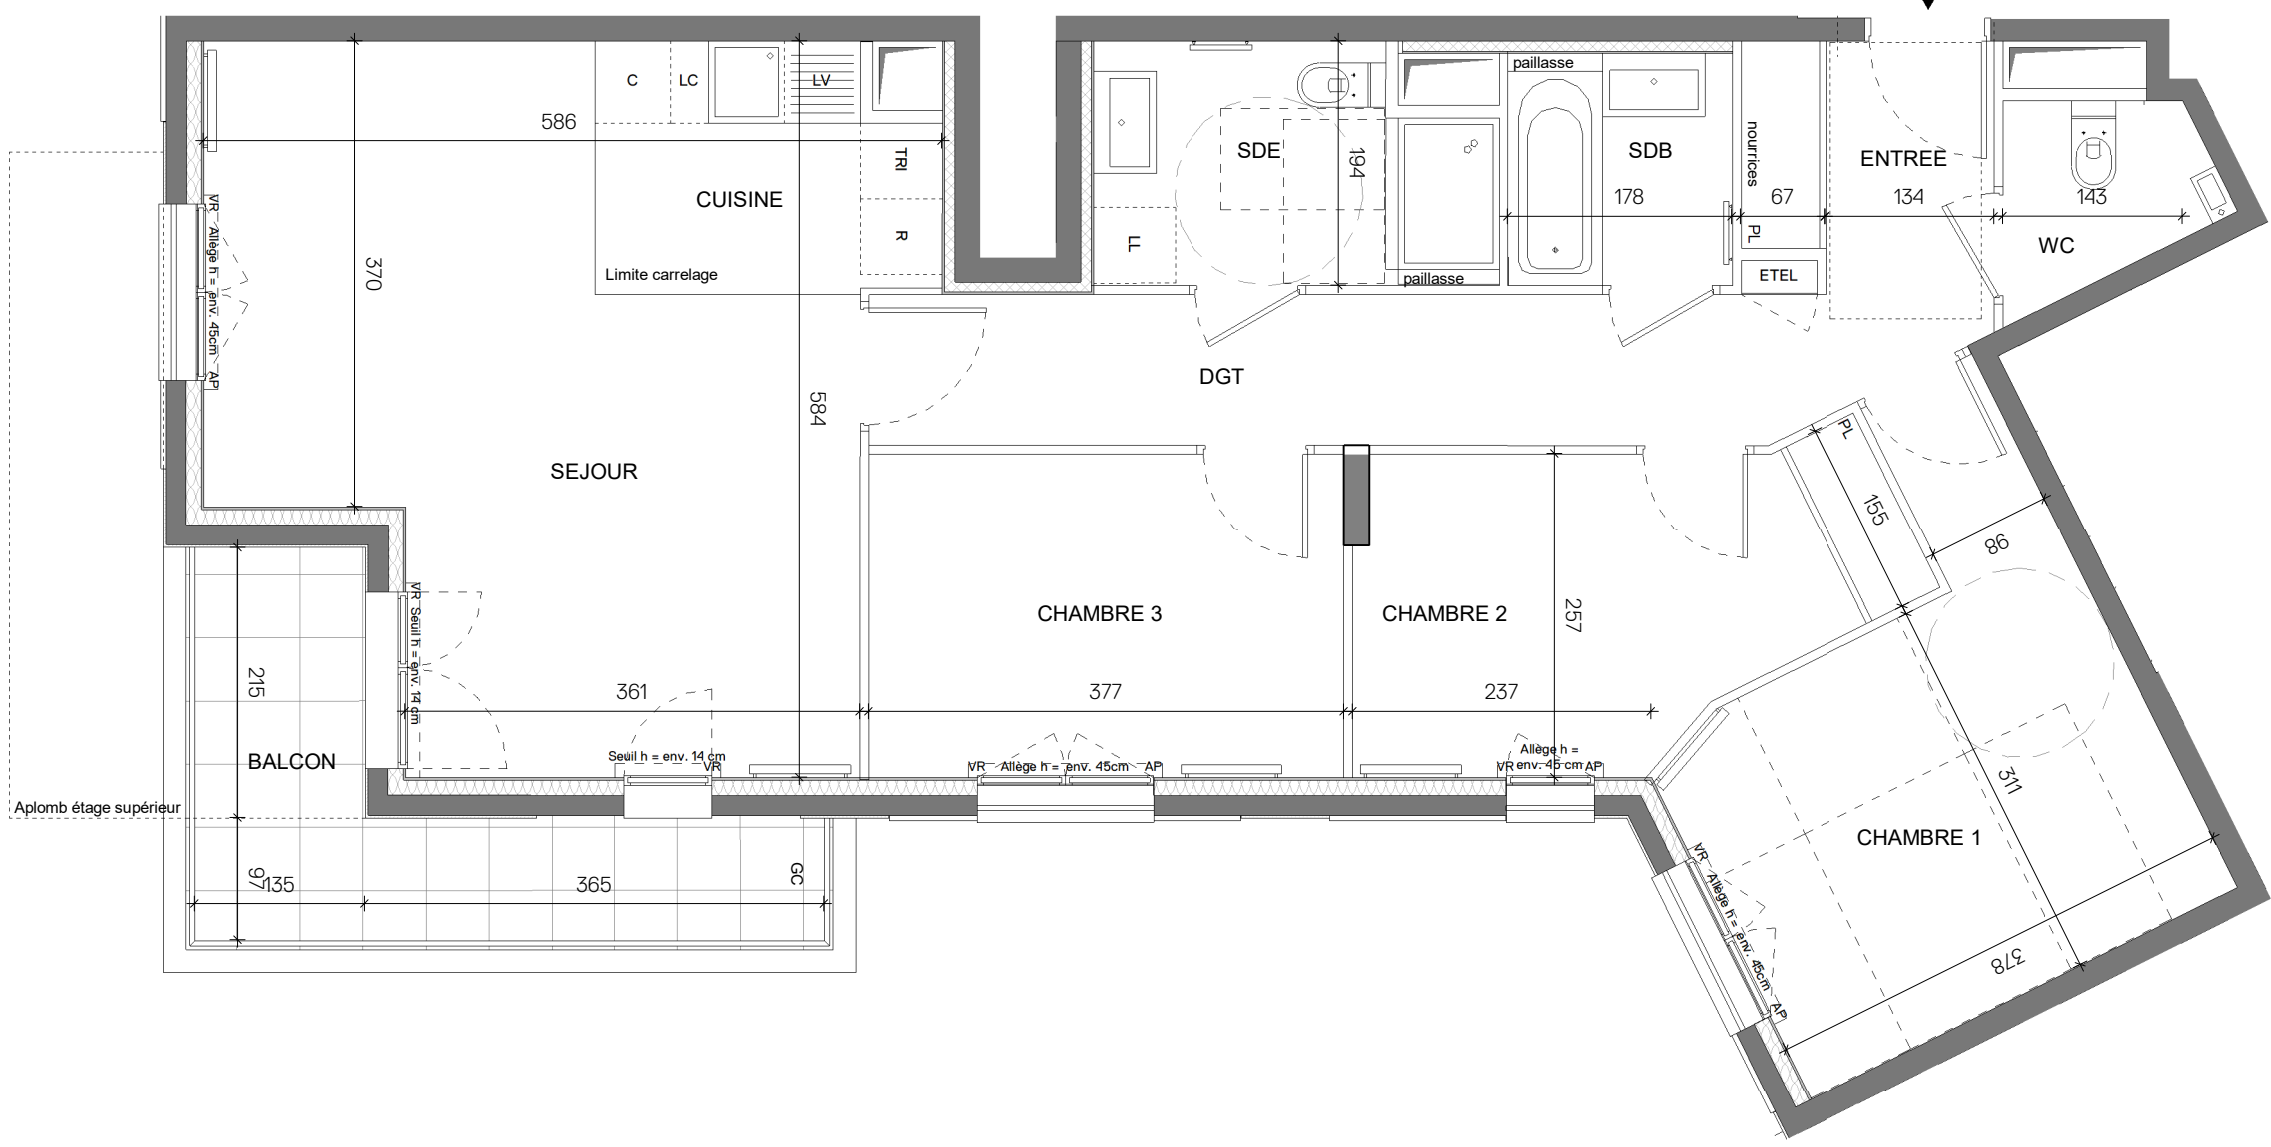 C
LC
LV
586
TRI
R
CUISINE
Limite carrelage
370
584
VR
Allège h = env. 45cm
AP
SEJOUR
SDE
194
LL
paillasse
paillasse
SDB
178
nourrices
67
PL
ETEL
ENTREE
134
143
WC
DGT
PL
155
86
VR Seuil h = env. 14 cm
215
BALCON
Aplomb étage supérieur
97
135
365
GC
361
Seuil h = env. 14 cm
VR
CHAMBRE 3
377
VR
Allège h = env. 45cm
AP
CHAMBRE 2
257
237
Allège h =
VR env. 45 cm AP
311
CHAMBRE 1
378
VR
Allège h = env. 45cm
AP